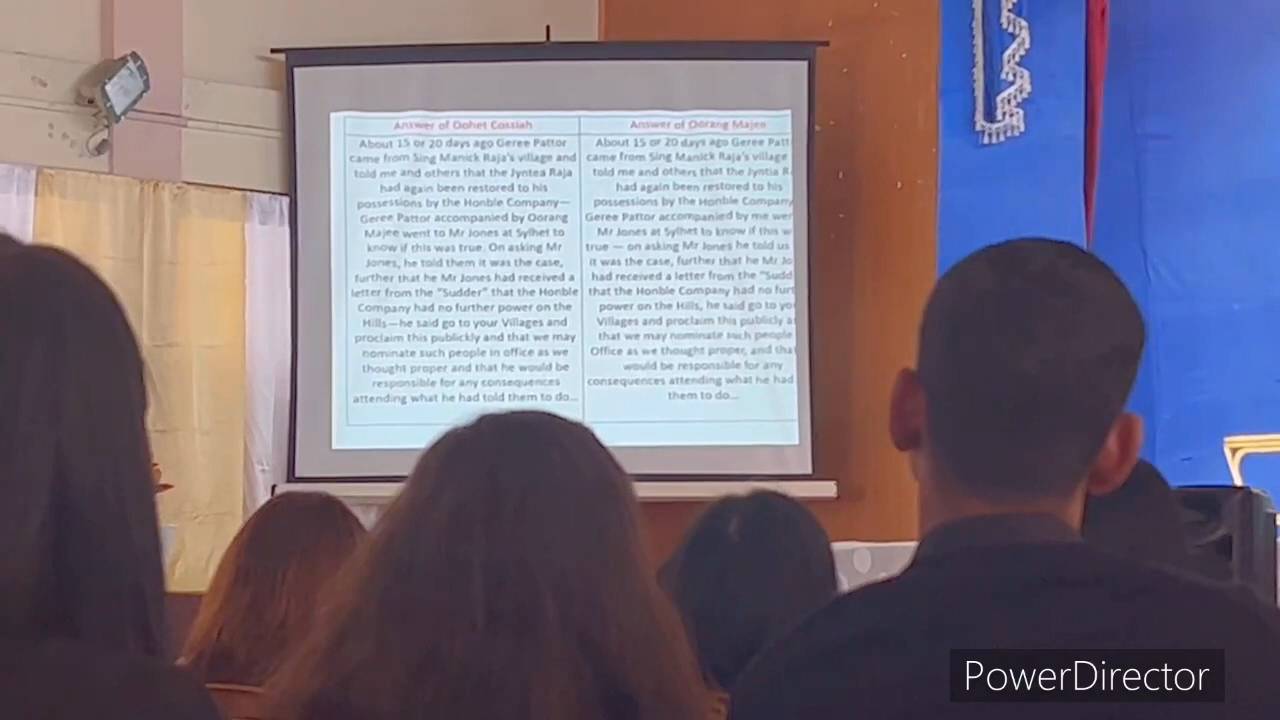 Answer of Dohet Cossiah
About 15 or 20 days ago Geree Pattor
came from Sing Manick Raja's village and
told me and others that the Jyntea Raja
had again been restored to his
possessions by the Honble Company—
Geree Pattor accompanied by Oorang
Majee went to Mr Jones at Sylhet to
know if this was true. On asking Mr
Jones, he told them it was the case,
further that he Mr Jones had received a
letter from the "Sudder" that the Honble
Company had no further power on the
Hills—he said go to your Villages and
proclaim this publickly and that we may
nominate such people in office as we
thought proper and that he would be
responsible for any consequences
attending what he had told them to do...
Answer of Oorang Majee
About 15 or 20 days ago Geree Patt
came from Sing Manick Raja's village
told me and others that the Jyntia R
had again been restored to his
possessions by the Honble Company
Geree Pattor accompanied by me wen
Mr Jones at Sylhet to know if this w
true — on asking Mr Jones he told us
it was the case, further that he Mr Jo
had received a letter from the "Sudd
that the Honble Company had no furt
power on the Hills, he said go to yo
Villages and proclaim this publicly a
that we may nominate such people
Office as we thought proper, and that
would be responsible for any
consequences attending what he had
them to do...
PowerDirector